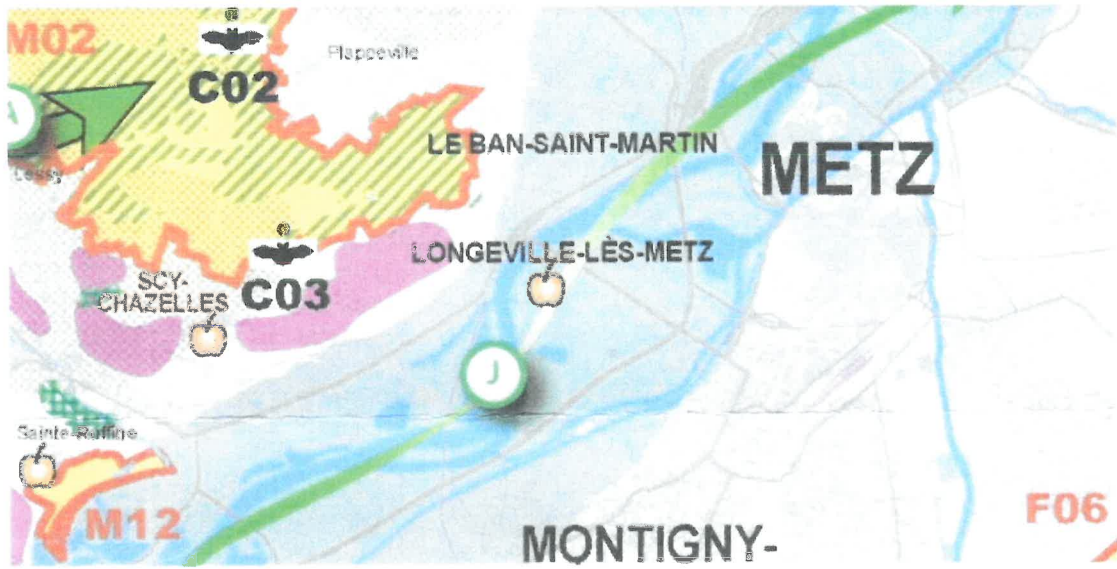 M02
C02
Plappeville
A
Lessy
LE BAN-SAINT-MARTIN
METZ
LONGEVILLE-LÈS-METZ
SCY-
CHAZELLES
C03
J
Sainte-Ruffine
M12
MONTIGNY-
F06